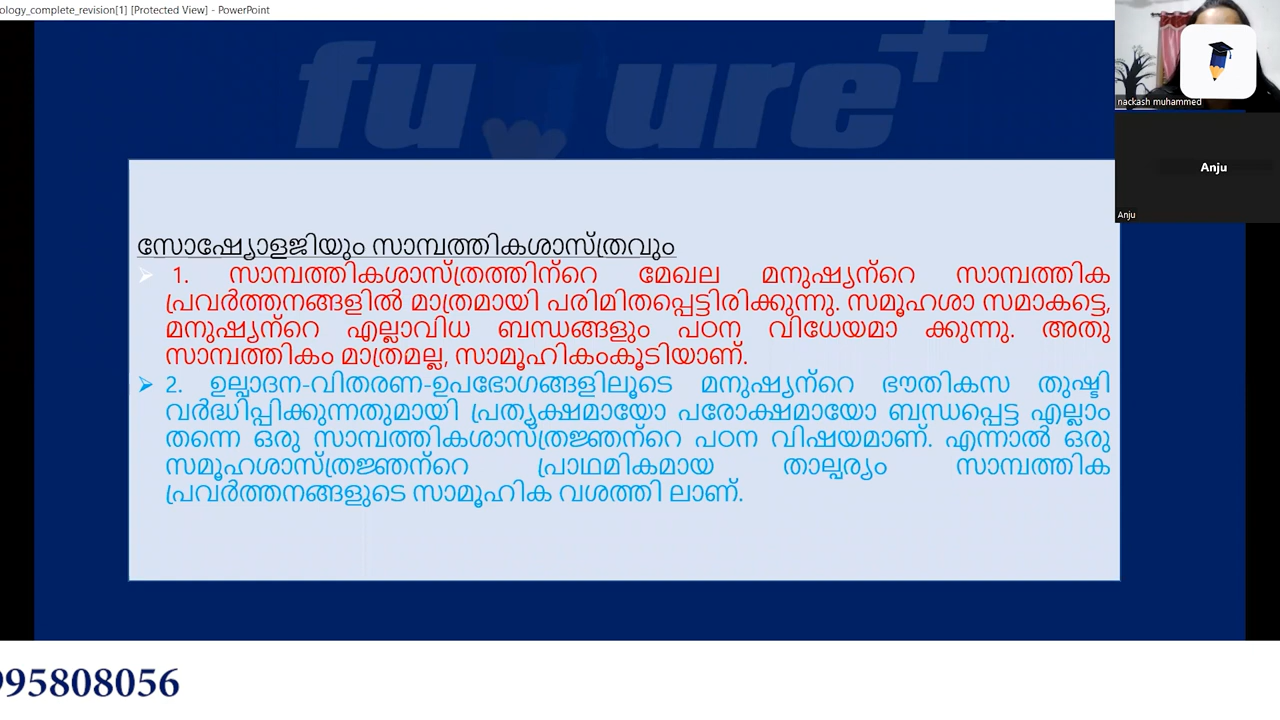 ology_complete_revision[1] [Protected View] - PowerPoint
future+
nackash muhammed
Anju
Anju
സോഷ്യോളജിയും സാമ്പത്തികശാസ്ത്രവും
➢ 1. സാമ്പത്തികശാസ്ത്രത്തിന്റെ മേഖല മനുഷ്യന്റെ സാമ്പത്തിക
പ്രവർത്തനങ്ങളിൽ മാത്രമായി പരിമിതപ്പെട്ടിരിക്കുന്നു. സമൂഹശാ സമാകട്ടെ,
മനുഷ്യന്റെ എല്ലാവിധ ബന്ധങ്ങളും പഠന വിധേയമാ ക്കുന്നു. അതു
സാമ്പത്തികം മാത്രമല്ല, സാമൂഹികംകൂടിയാണ്.
➢ 2. ഉല്പാദന-വിതരണ-ഉപഭോഗങ്ങളിലൂടെ മനുഷ്യന്റെ ഭൗതികസ തുഷ്ടി
വർദ്ധിപ്പിക്കുന്നതുമായി പ്രത്യക്ഷമായോ പരോക്ഷമായോ ബന്ധപ്പെട്ട എല്ലാം
തന്നെ ഒരു സാമ്പത്തികശാസ്ത്രജ്ഞന്റെ പഠന വിഷയമാണ്. എന്നാൽ ഒരു
സമൂഹശാസ്ത്രജ്ഞന്റെ പ്രാഥമികമായ താല്പര്യം സാമ്പത്തിക
പ്രവർത്തനങ്ങളുടെ സാമൂഹിക വശത്തി ലാണ്.
995808056